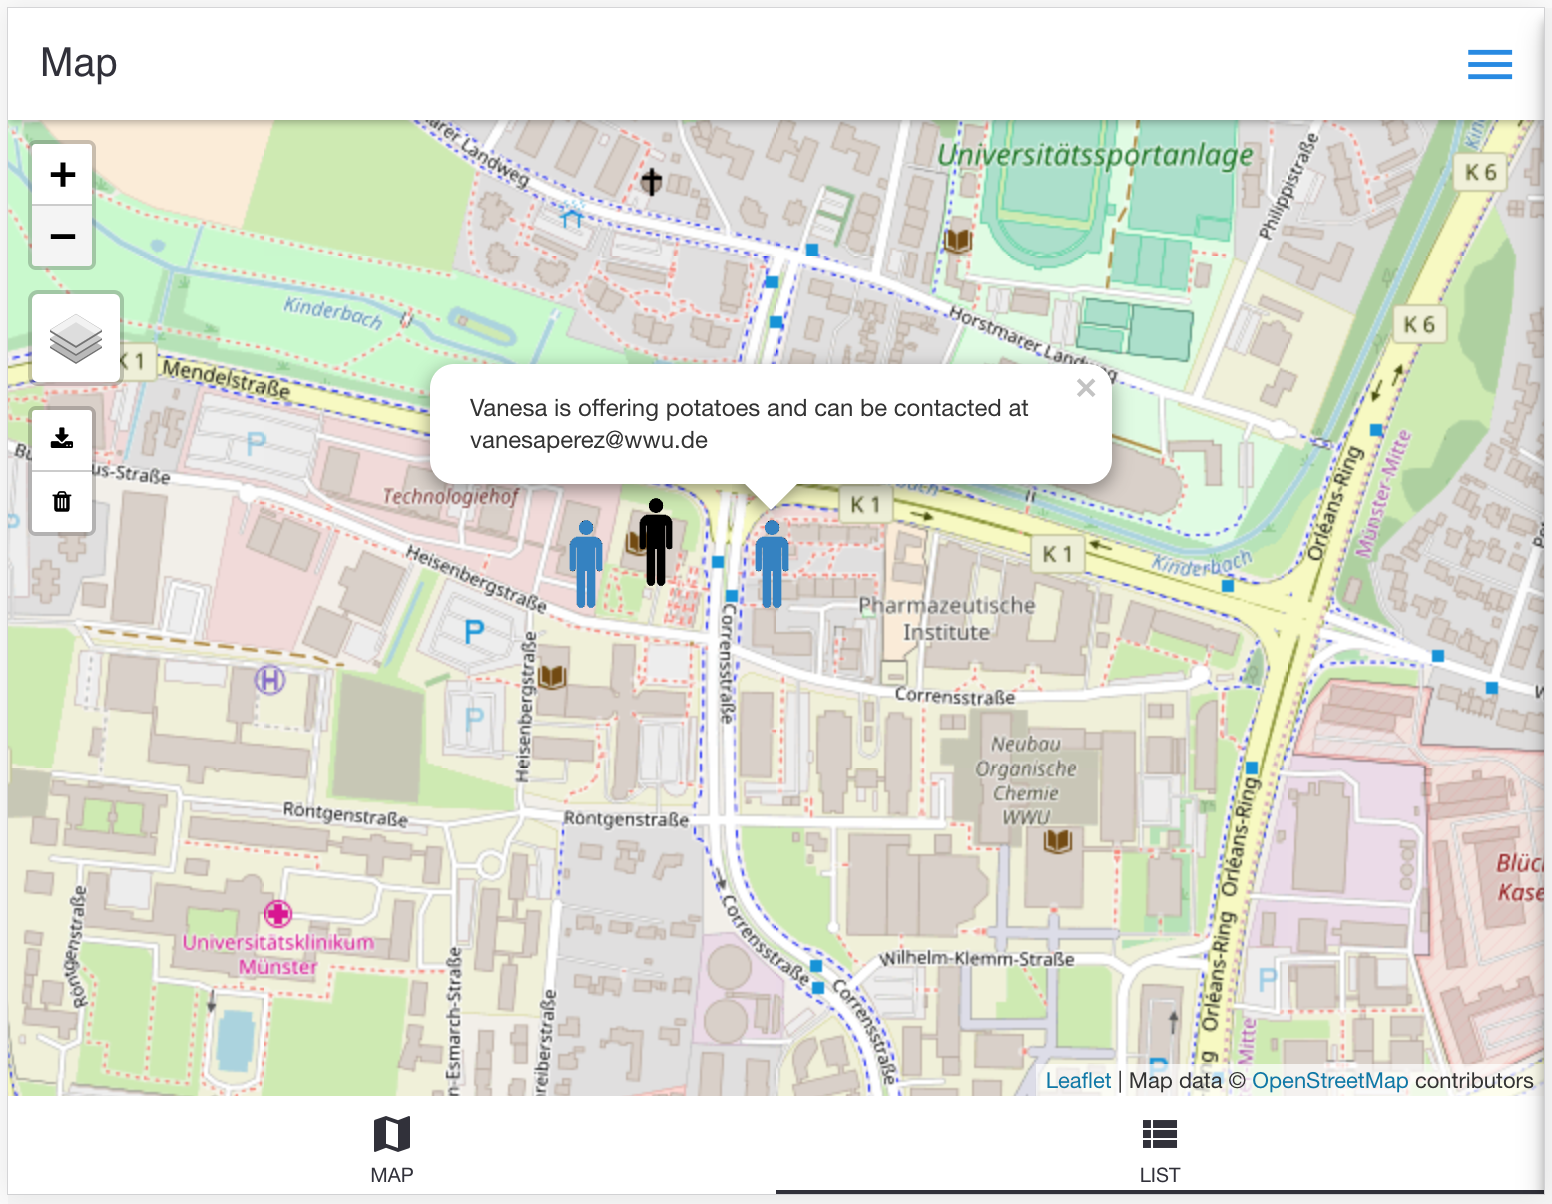 Map
arer Landweg
Universitätssportanlage
Philippistraße
K 6
+
−
Kinderbach
Horstmarer Landweg
K 6
K 1
Mendelstraße
Vanesa is offering potatoes and can be contacted at
vanesaperez@wwu.de
×
P
us-Straße
Technologiehof
K 1
K 1
Kinderbach
Orléans-Ring
Münster-Mitte
Heisenbergstraße
Pharmazeutische
Institute
P
H
P
Heisenbergstraße
Corrensstraße
Corrensstraße
Neubau
Organische
Chemie
WWU
Röntgenstraße
Röntgenstraße
Orléans-Ring
Orléans-Ring
Blüc
Kase
Universitätsklinikum
Münster
Röntgenstraße
n-Esmarch-Straße
reiberstraße
Corrensstraße
Corrensstraße
Wilhelm-Klemm-Straße
P
Mitte
P
Leaflet | Map data © OpenStreetMap contributors
MAP
LIST